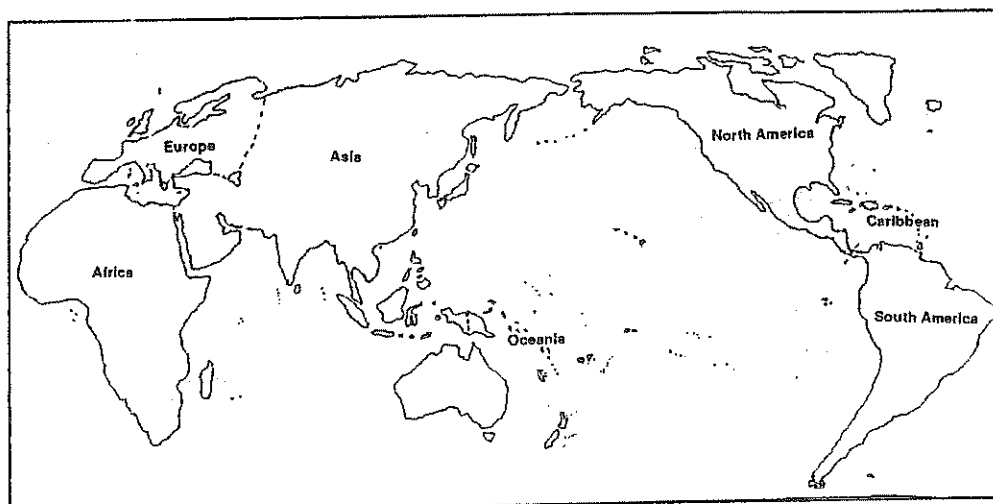 North America
Europe
Asia
Caribbean
Africa
South America
Oceania